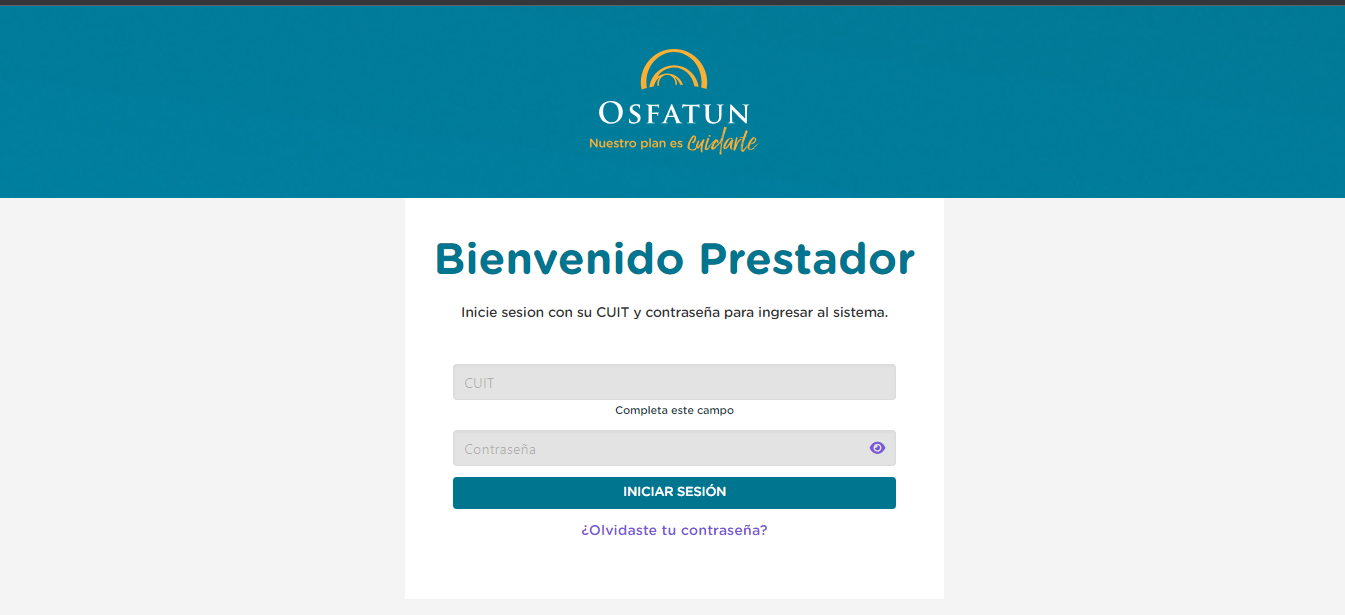 OSFATUN
Nuestro plan es cuidarte
Bienvenido Prestador
Inicie sesion con su CUIT y contraseña para ingresar al sistema.
CUIT
Completa este campo
Contraseña
INICIAR SESIÓN
¿Olvidaste tu contraseña?